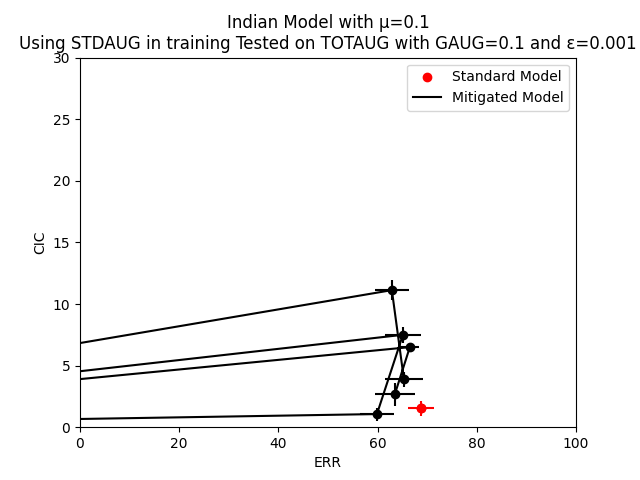 Indian Model with μ=0.1
Using STDAUG in training Tested on TOTAUG with GAUG=0.1 and ε=0.001
30
25
20
15
10
5
0
CIC
Standard Model
Mitigated Model
0 20 40 60 80 100
ERR